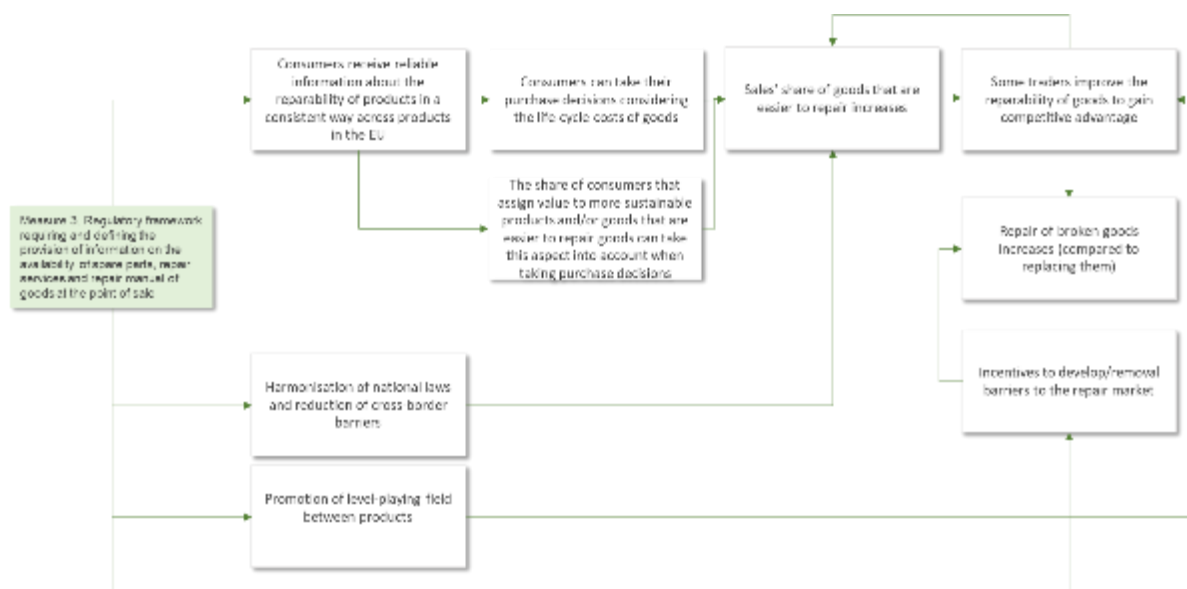 Consumers receive reliable
information about the
reparability of products in a
consistent way across products
in the EU
Consumers can take their
purchase decisions considering
the life cycle costs of goods
Sales' share of goods that are
easier to repair increases
Some traders improve the
reparability of goods to gain
competitive advantage
The share of consumers that
assign value to more sustainable
products and/or goods that are
easier to repair goods can take
this aspect into account when
taking purchase decisions
Measure 3. Regulatory framework
requiring and defining the
provision of information on the
availability of spare parts, repair
services and repair manual of
goods at the point of sale
Repair of broken goods
increases (compared to
replacing them)
Incentives to develop/removal
barriers to the repair market
Harmonisation of national laws
and reduction of cross border
barriers
Promotion of level-playing field
between products